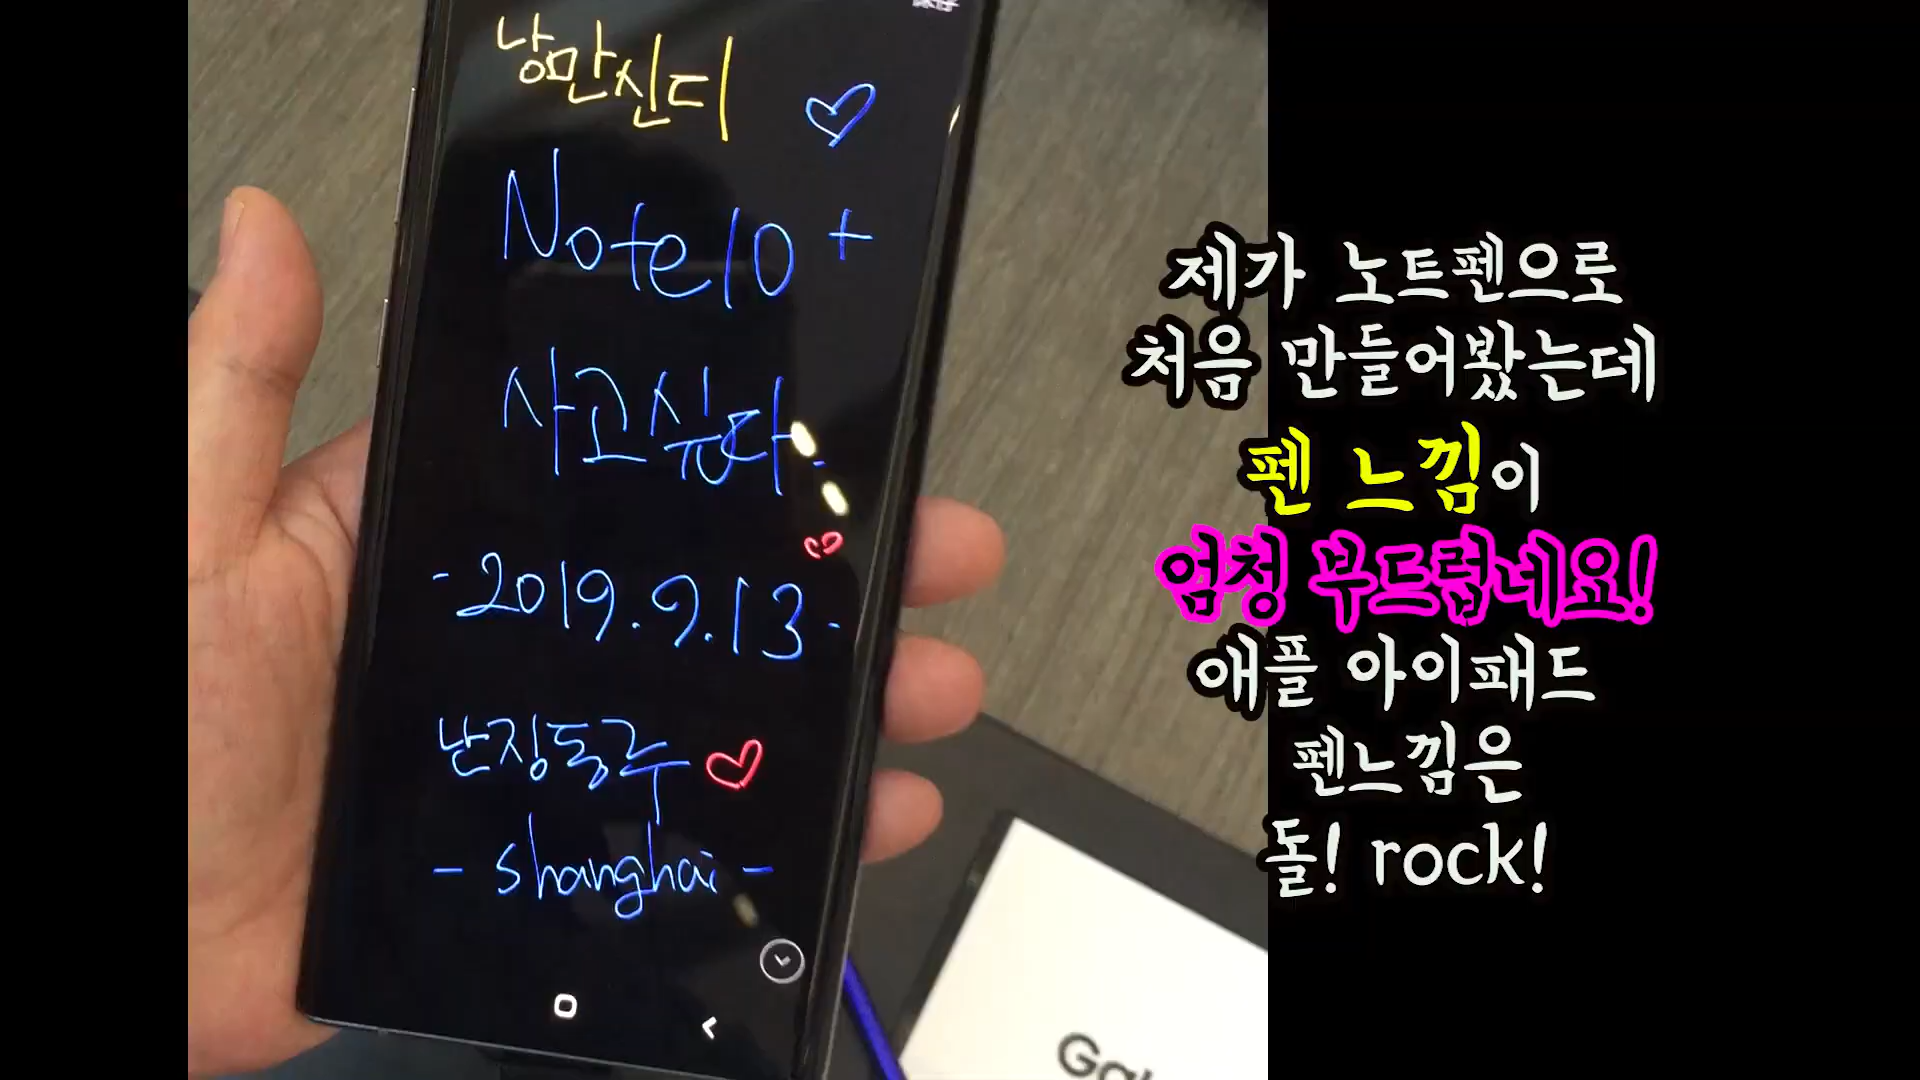 낭만신디
Note10+
사고싶다.
-2019.9.13-
난징동루
-shanghai-
제가 노트펜으로
처음 만들어봤는데
펜 느낌이
엄청 부드럽네요!
애플 아이패드
펜느낌은
돌! rock!